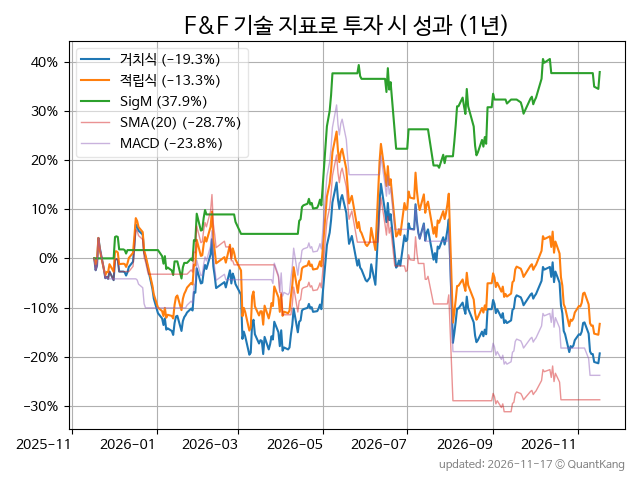 F&F 기술 지표로 투자 시 성과 (1년)
거치식 (-19.3%)
적립식 (-13.3%)
SigM (37.9%)
SMA(20) (-28.7%)
MACD (-23.8%)
40%
30%
20%
10%
0%
-10%
-20%
-30%
2025-11 2026-01 2026-03 2026-05 2026-07 2026-09 2026-11
updated: 2026-11-17 © QuantKang